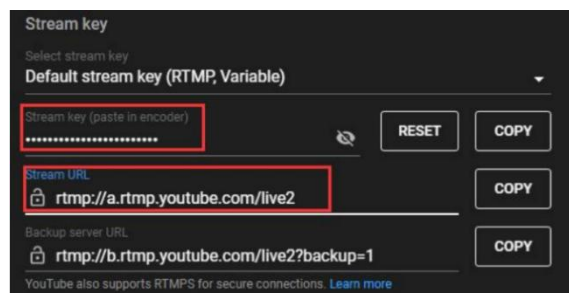 Stream key
Select stream key
Default stream key (RTMP, Variable)
Stream key (paste in encoder)
••••••••••••••••••••••••
RESET
COPY
Stream URL
rtmp://a.rtmp.youtube.com/live2
COPY
Backup server URL
rtmp://b.rtmp.youtube.com/live2?backup=1
COPY
YouTube also supports RTMPS for secure connections. Learn more